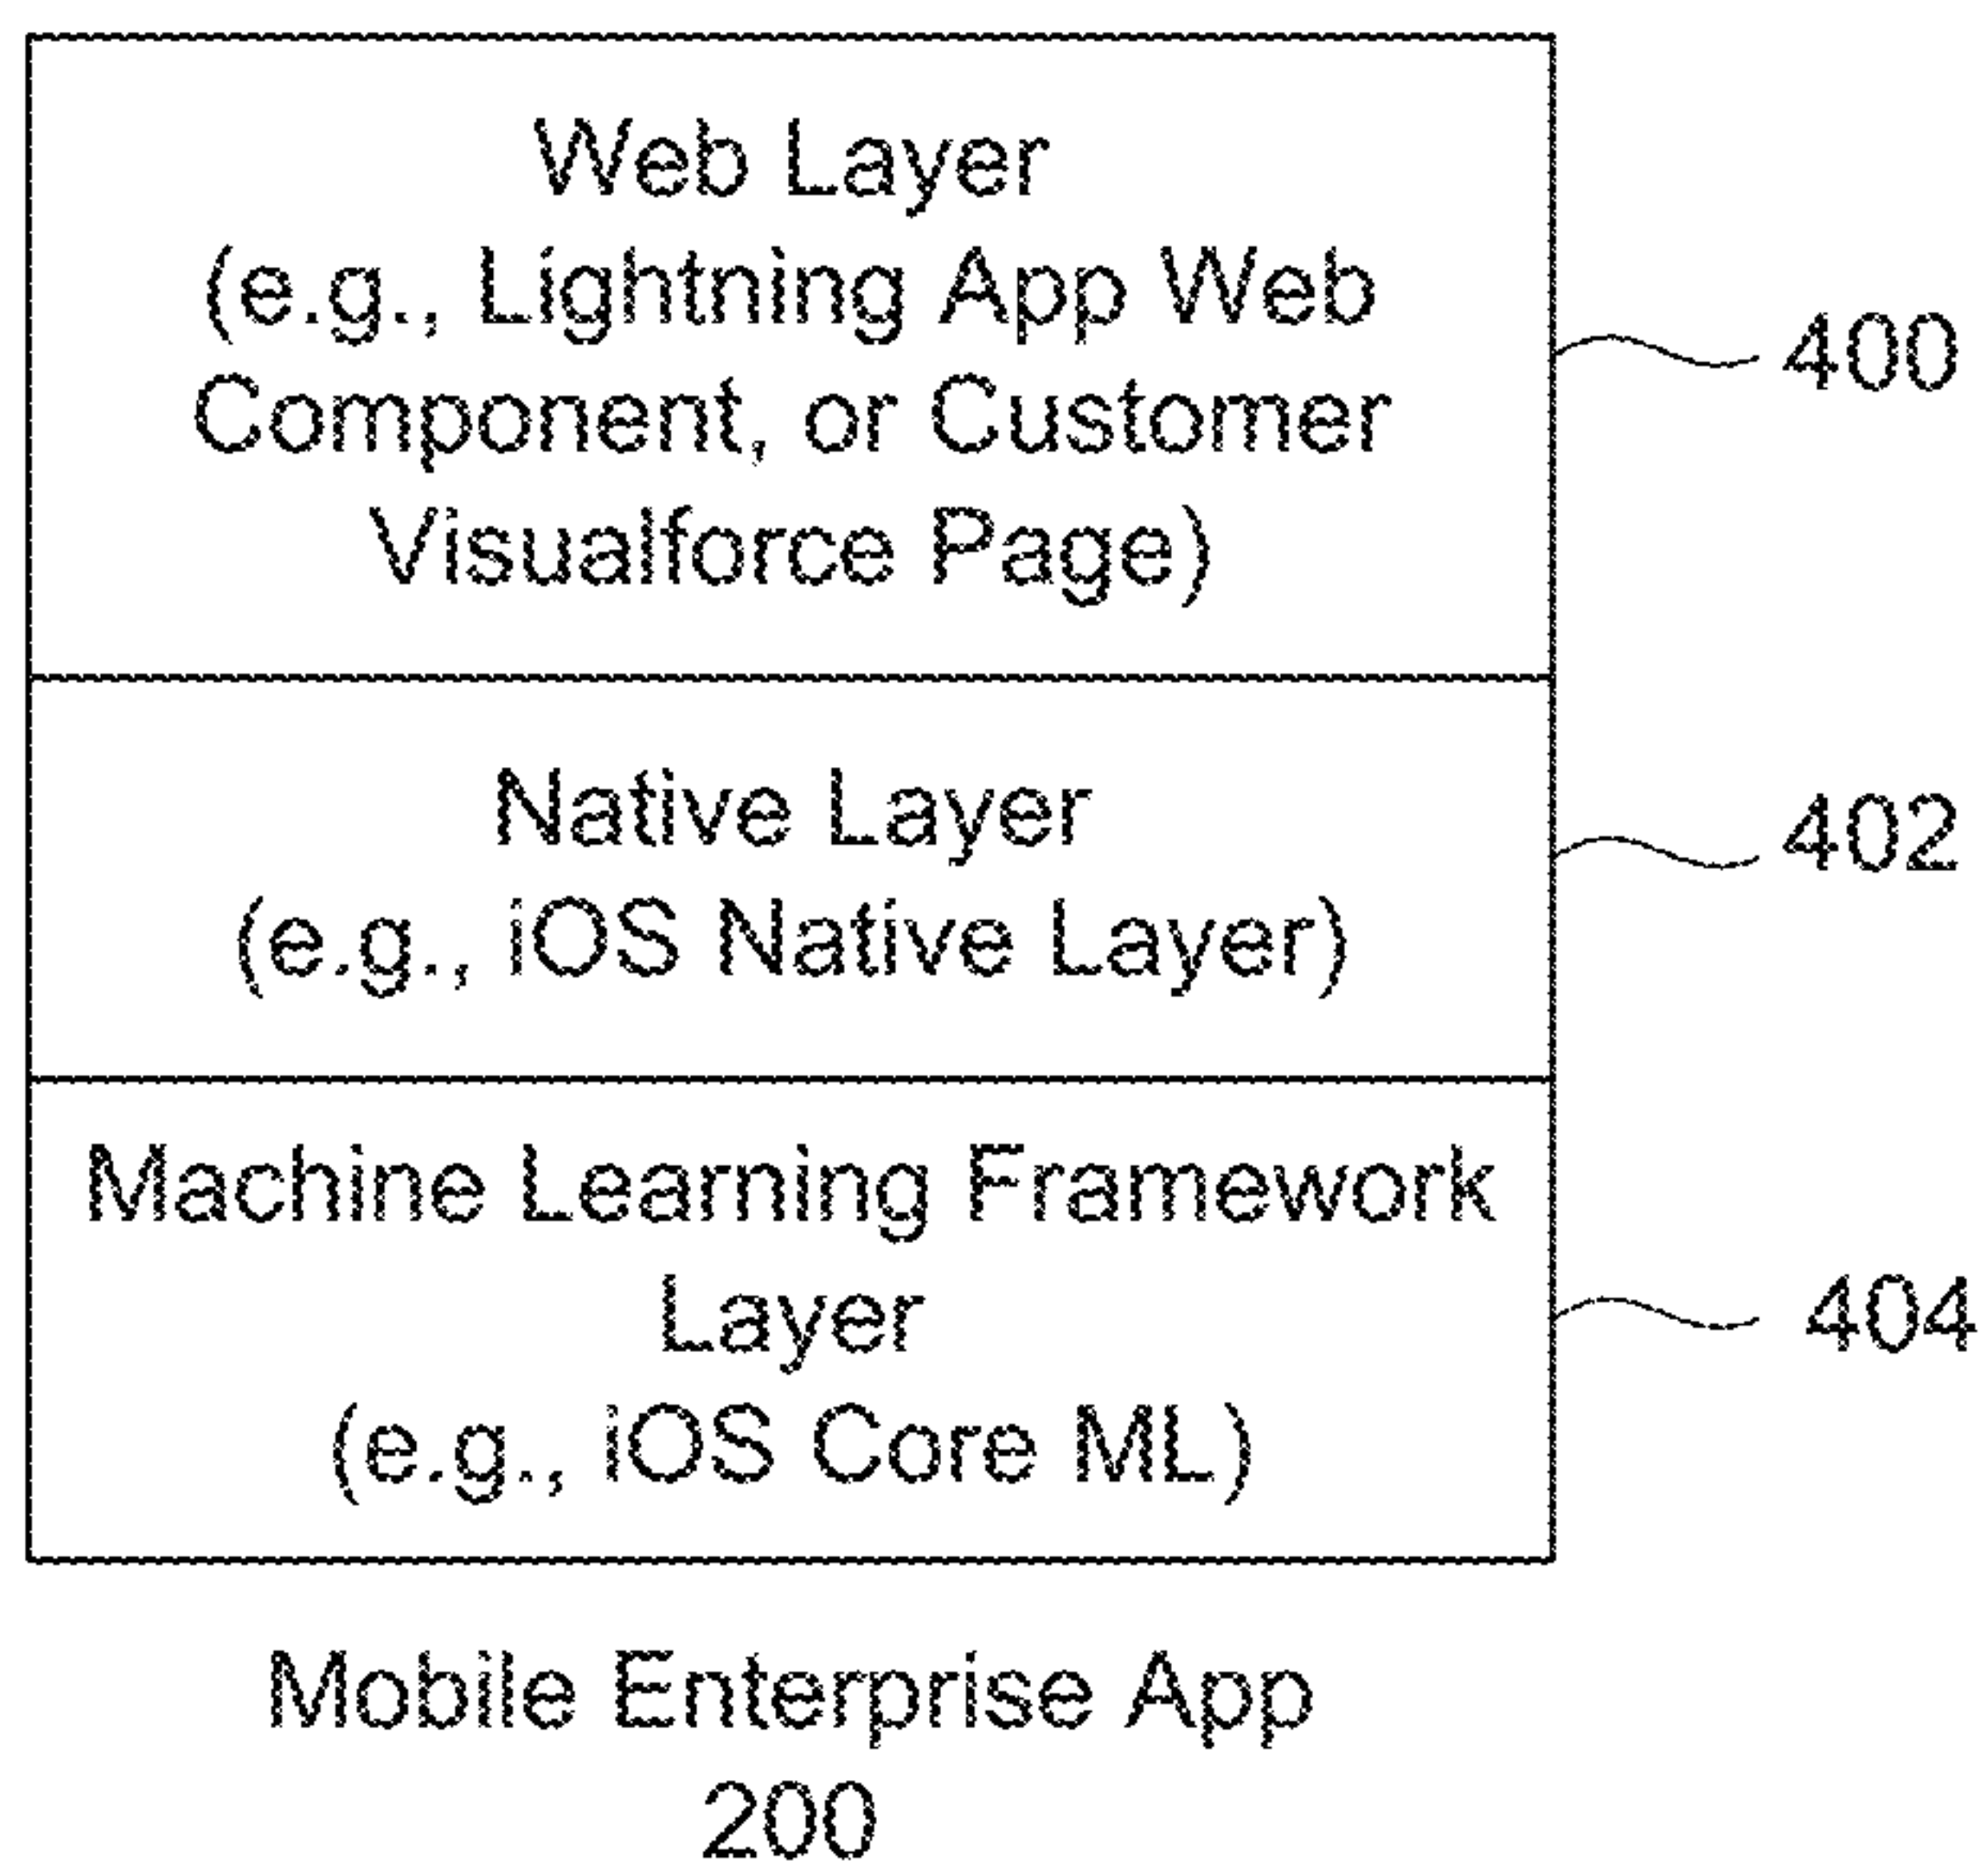 Web Layer
(e.g., Lightning App Web
Component, or Customer
Visualforce Page)
400
Native Layer
(e.g., iOS Native Layer)
402
Machine Learning Framework
Layer
(e.g., iOS Core ML)
404
Mobile Enterprise App
200